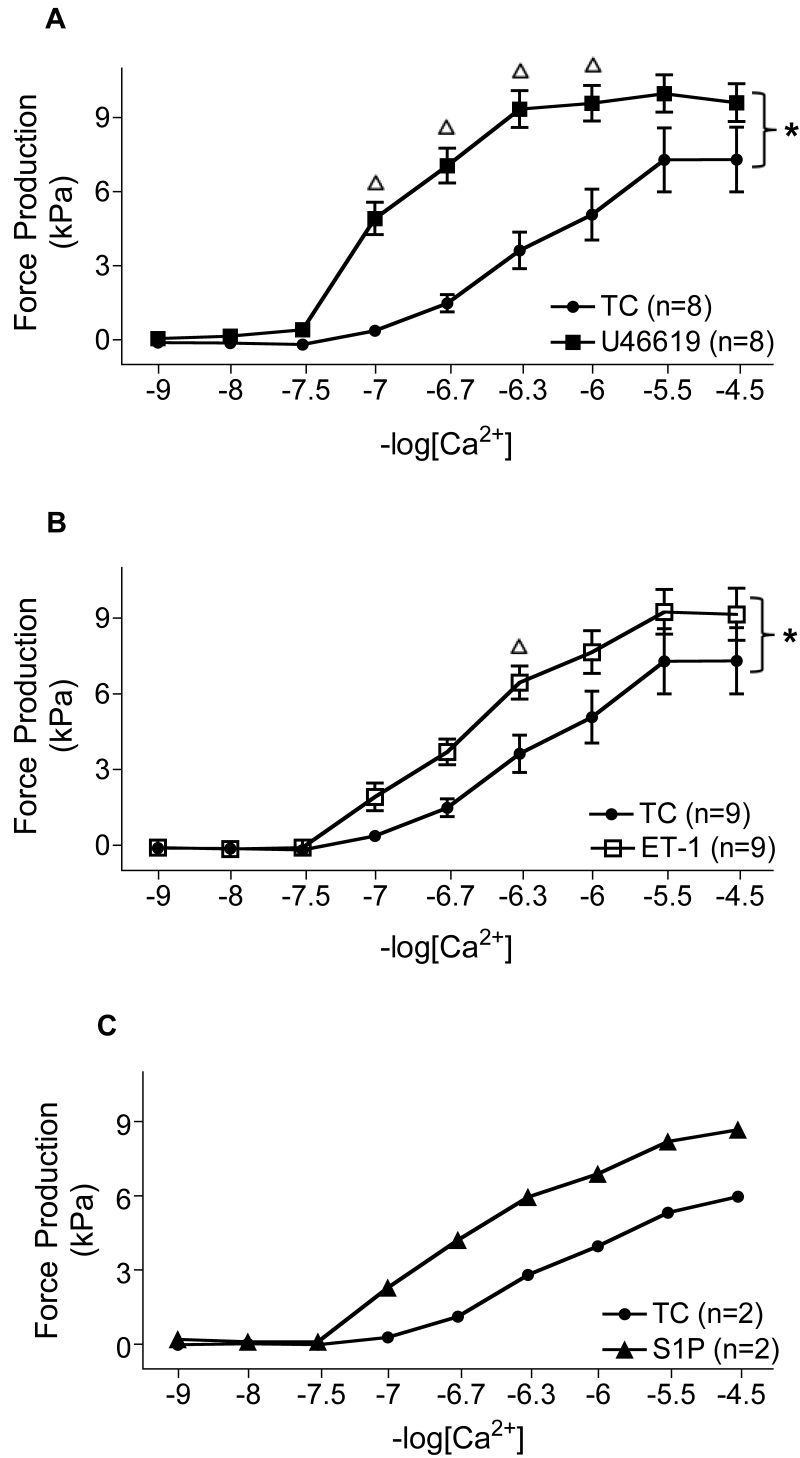 A
Force Production
(kPa)
9
6
3
0
△
△
△
△
*
TC (n=8)
U46619 (n=8)
-9 -8 -7.5 -7 -6.7 -6.3 -6 -5.5 -4.5
-log[Ca²⁺]
B
Force Production
(kPa)
9
6
3
0
△
*
TC (n=9)
ET-1 (n=9)
-9 -8 -7.5 -7 -6.7 -6.3 -6 -5.5 -4.5
-log[Ca²⁺]
C
Force Production
(kPa)
9
6
3
0
TC (n=2)
S1P (n=2)
-9 -8 -7.5 -7 -6.7 -6.3 -6 -5.5 -4.5
-log[Ca²⁺]